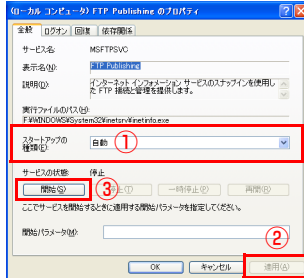 (ローカル コンピュータ) FTP Publishing のプロパティ
全般 ログオン 回復 依存関係
サービス名: MSFTPSVC
表示名(N): FTP Publishing
説明(D): インターネット インフォメーション サービスのスナップインを使用し
た FTP 接続と管理を提供します。
実行ファイルのパス(H):
F:¥WINDOWS¥System32¥inetsrv¥inetinfo.exe
スタートアップの
種類(E): 自動 ①
サービスの状態: 停止
開始(S) ③ 停止(T) 一時停止(P) 再開(R)
ここでサービスを開始するときに適用する開始パラメータを指定してください。
開始パラメータ(M):
②
OK キャンセル 適用(A)